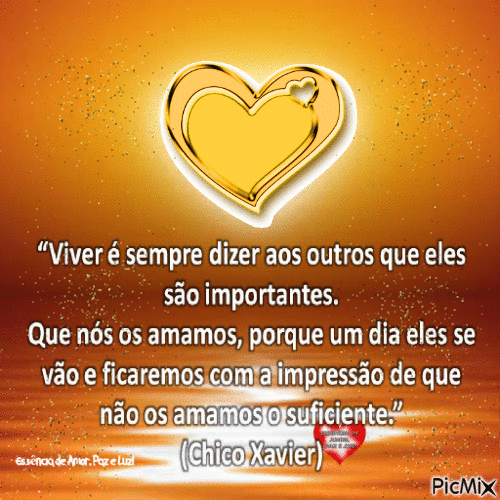 “Viver é sempre dizer aos outros que eles
são importantes.
Que nós os amamos, porque um dia eles se
vão e ficaremos com a impressão de que
não os amamos o suficiente.”
(Chico Xavier)
Essência de Amor, Paz e Luz!
PicMix